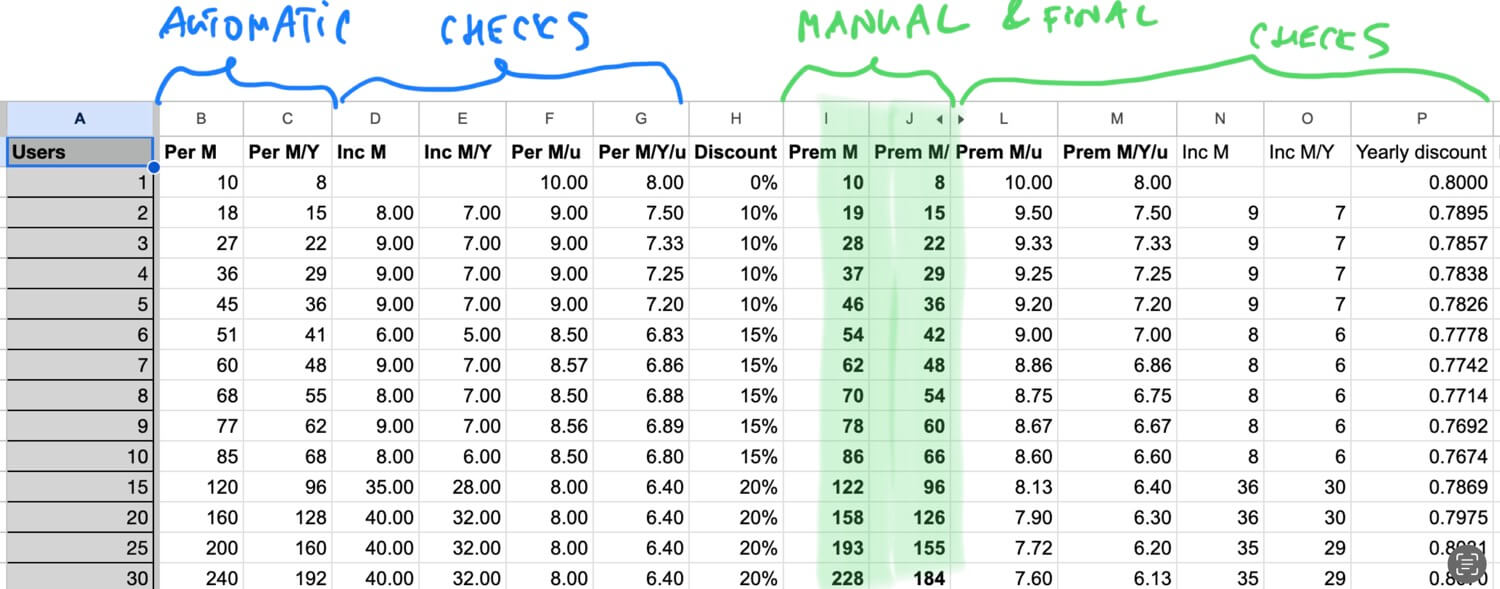 AUTOMATIC CHECKS MANUAL & FINAL CHECKS
A B C D E F G H I J L M N O P
Users Per M Per M/Y Inc M Inc M/Y Per M/u Per M/Y/u Discount Prem M Prem M/ Prem M/u Prem M/Y/u Inc M Inc M/Y Yearly discount
1 10 8 10.00 8.00 0% 10 8 10.00 8.00 0.8000
2 18 15 8.00 7.00 9.00 7.50 10% 19 15 9.50 7.50 9 7 0.7895
3 27 22 9.00 7.00 9.00 7.33 10% 28 22 9.33 7.33 9 7 0.7857
4 36 29 9.00 7.00 9.00 7.25 10% 37 29 9.25 7.25 9 7 0.7838
5 45 36 9.00 7.00 9.00 7.20 10% 46 36 9.20 7.20 9 7 0.7826
6 51 41 6.00 5.00 8.50 6.83 15% 54 42 9.00 7.00 8 6 0.7778
7 60 48 9.00 7.00 8.57 6.86 15% 62 48 8.86 6.86 8 6 0.7742
8 68 55 8.00 7.00 8.50 6.88 15% 70 54 8.75 6.75 8 6 0.7714
9 77 62 9.00 7.00 8.56 6.89 15% 78 60 8.67 6.67 8 6 0.7692
10 85 68 8.00 6.00 8.50 6.80 15% 86 66 8.60 6.60 8 6 0.7674
15 120 96 35.00 28.00 8.00 6.40 20% 122 96 8.13 6.40 36 30 0.7869
20 160 128 40.00 32.00 8.00 6.40 20% 158 126 7.90 6.30 36 30 0.7975
25 200 160 40.00 32.00 8.00 6.40 20% 193 155 7.72 6.20 35 29
30 240 192 40.00 32.00 8.00 6.40 20% 228 184 7.60 6.13 35 29